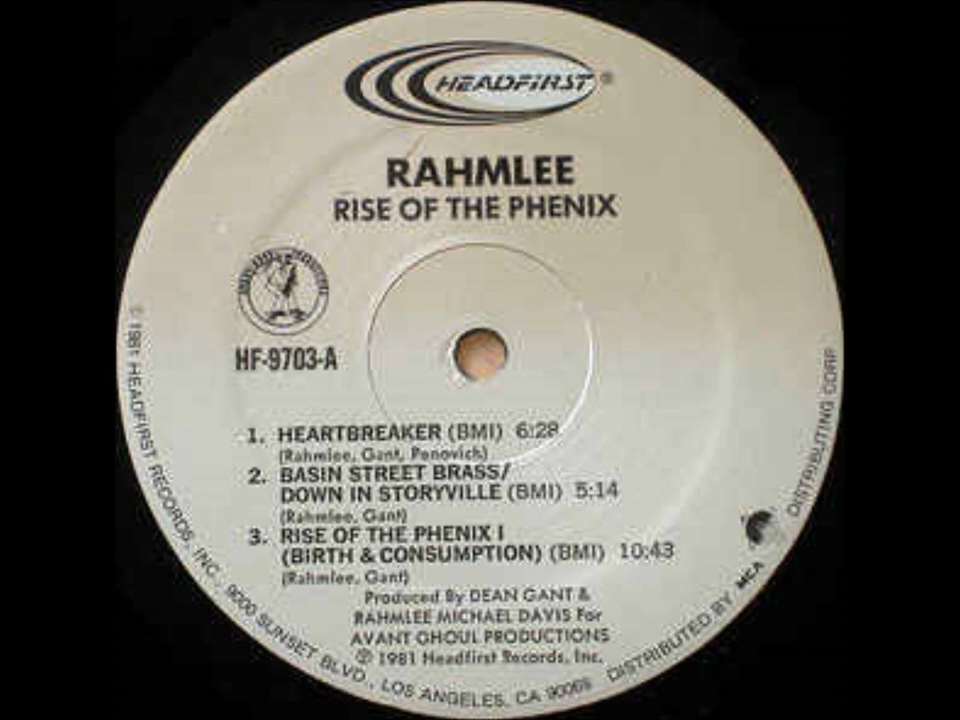 HEADFIRST®
RAHMLEE
RISE OF THE PHENIX
HF-9703-A
1. HEARTBREAKER (BMI) 6:28
(Rahmlee, Gant, Penovich)
2. BASIN STREET BRASS/
DOWN IN STORYVILLE (BMI) 5:14
(Rahmlee, Gant)
3. RISE OF THE PHENIX I
(BIRTH & CONSUMPTION) (BMI) 10:43
(Rahmlee, Gant)
Produced By DEAN GANT &
RAHMLEE MICHAEL DAVIS For
AVANT GHOUL PRODUCTIONS
℗ 1981 Headfirst Records, Inc.
© 1981 HEADFIRST RECORDS, INC., 9000 SUNSET BLVD., LOS ANGELES, CA 90069 DISTRIBUTED BY MCA DISTRIBUTING CORP